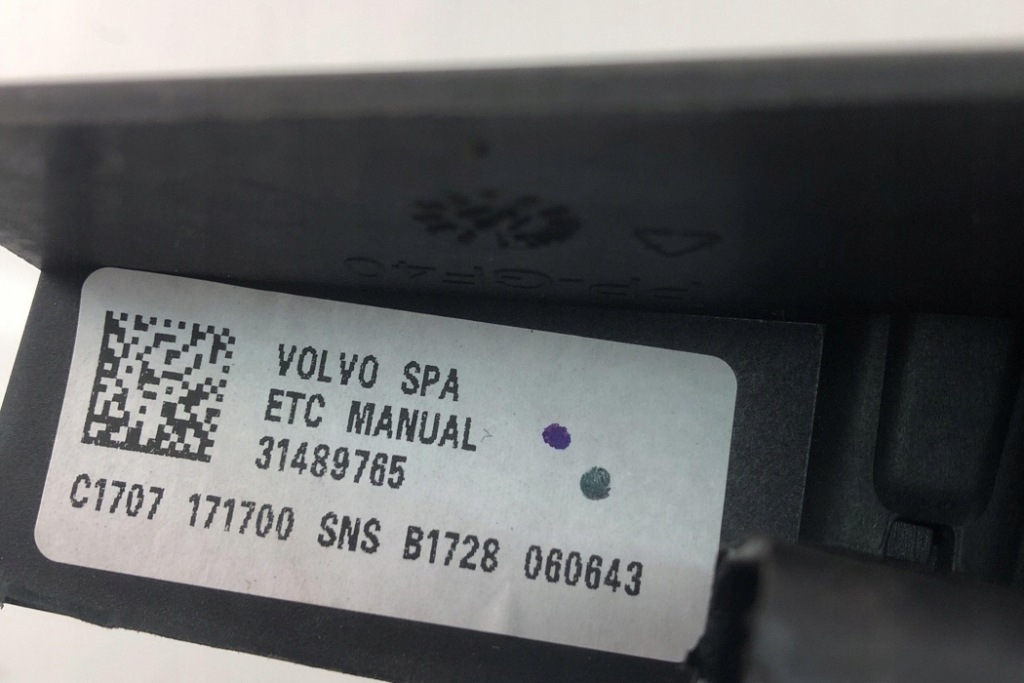 VOLVO SPA
ETC MANUAL
31489765
C1707 171700 SNS B1728 060643